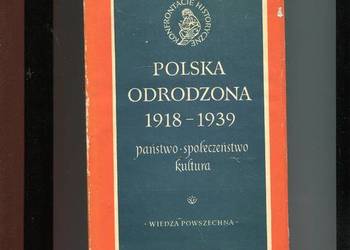 KONFRONTACJE HISTORYCZNE
POLSKA
ODRODZONA
1918-1939
państwo·społeczeństwo
kultura
·WIEDZA POWSZECHNA·